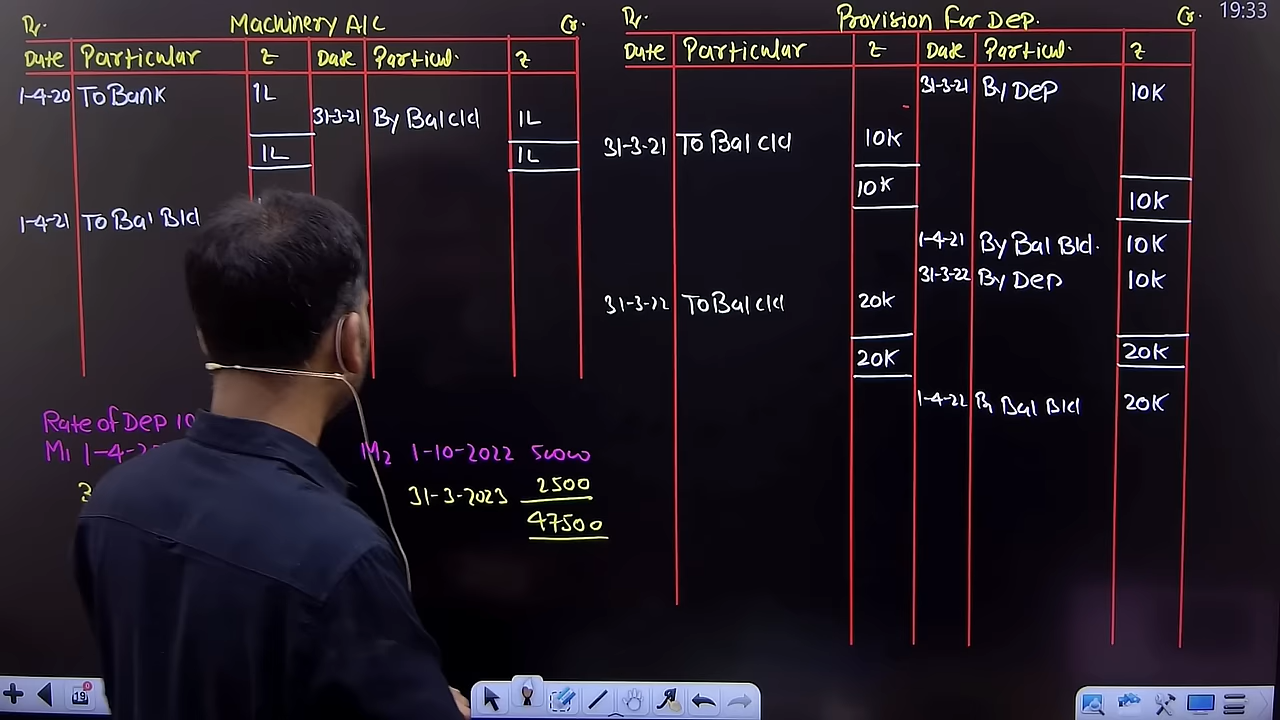 19:33
Dr. Machinery A/C Cr.
Date Particular ₹ Date Particul. ₹
1-4-20 To Bank 1L
31-3-21 By Bal c/d 1L
1L 1L
1-4-21 To Bal B/d
Rate of Dep 10
M1 1-4-20
M2 1-10-2022 50000
31-3-2023 2500
47500
Dr. Provision For Dep. Cr.
Date Particular ₹ Date Particul. ₹
31-3-21 By Dep 10K
31-3-21 To Bal c/d 10K
10K 10K
1-4-21 By Bal B/d. 10K
31-3-22 By Dep 10K
31-3-22 To Bal c/d 20K
20K 20K
1-4-22 By Bal B/d 20K
19